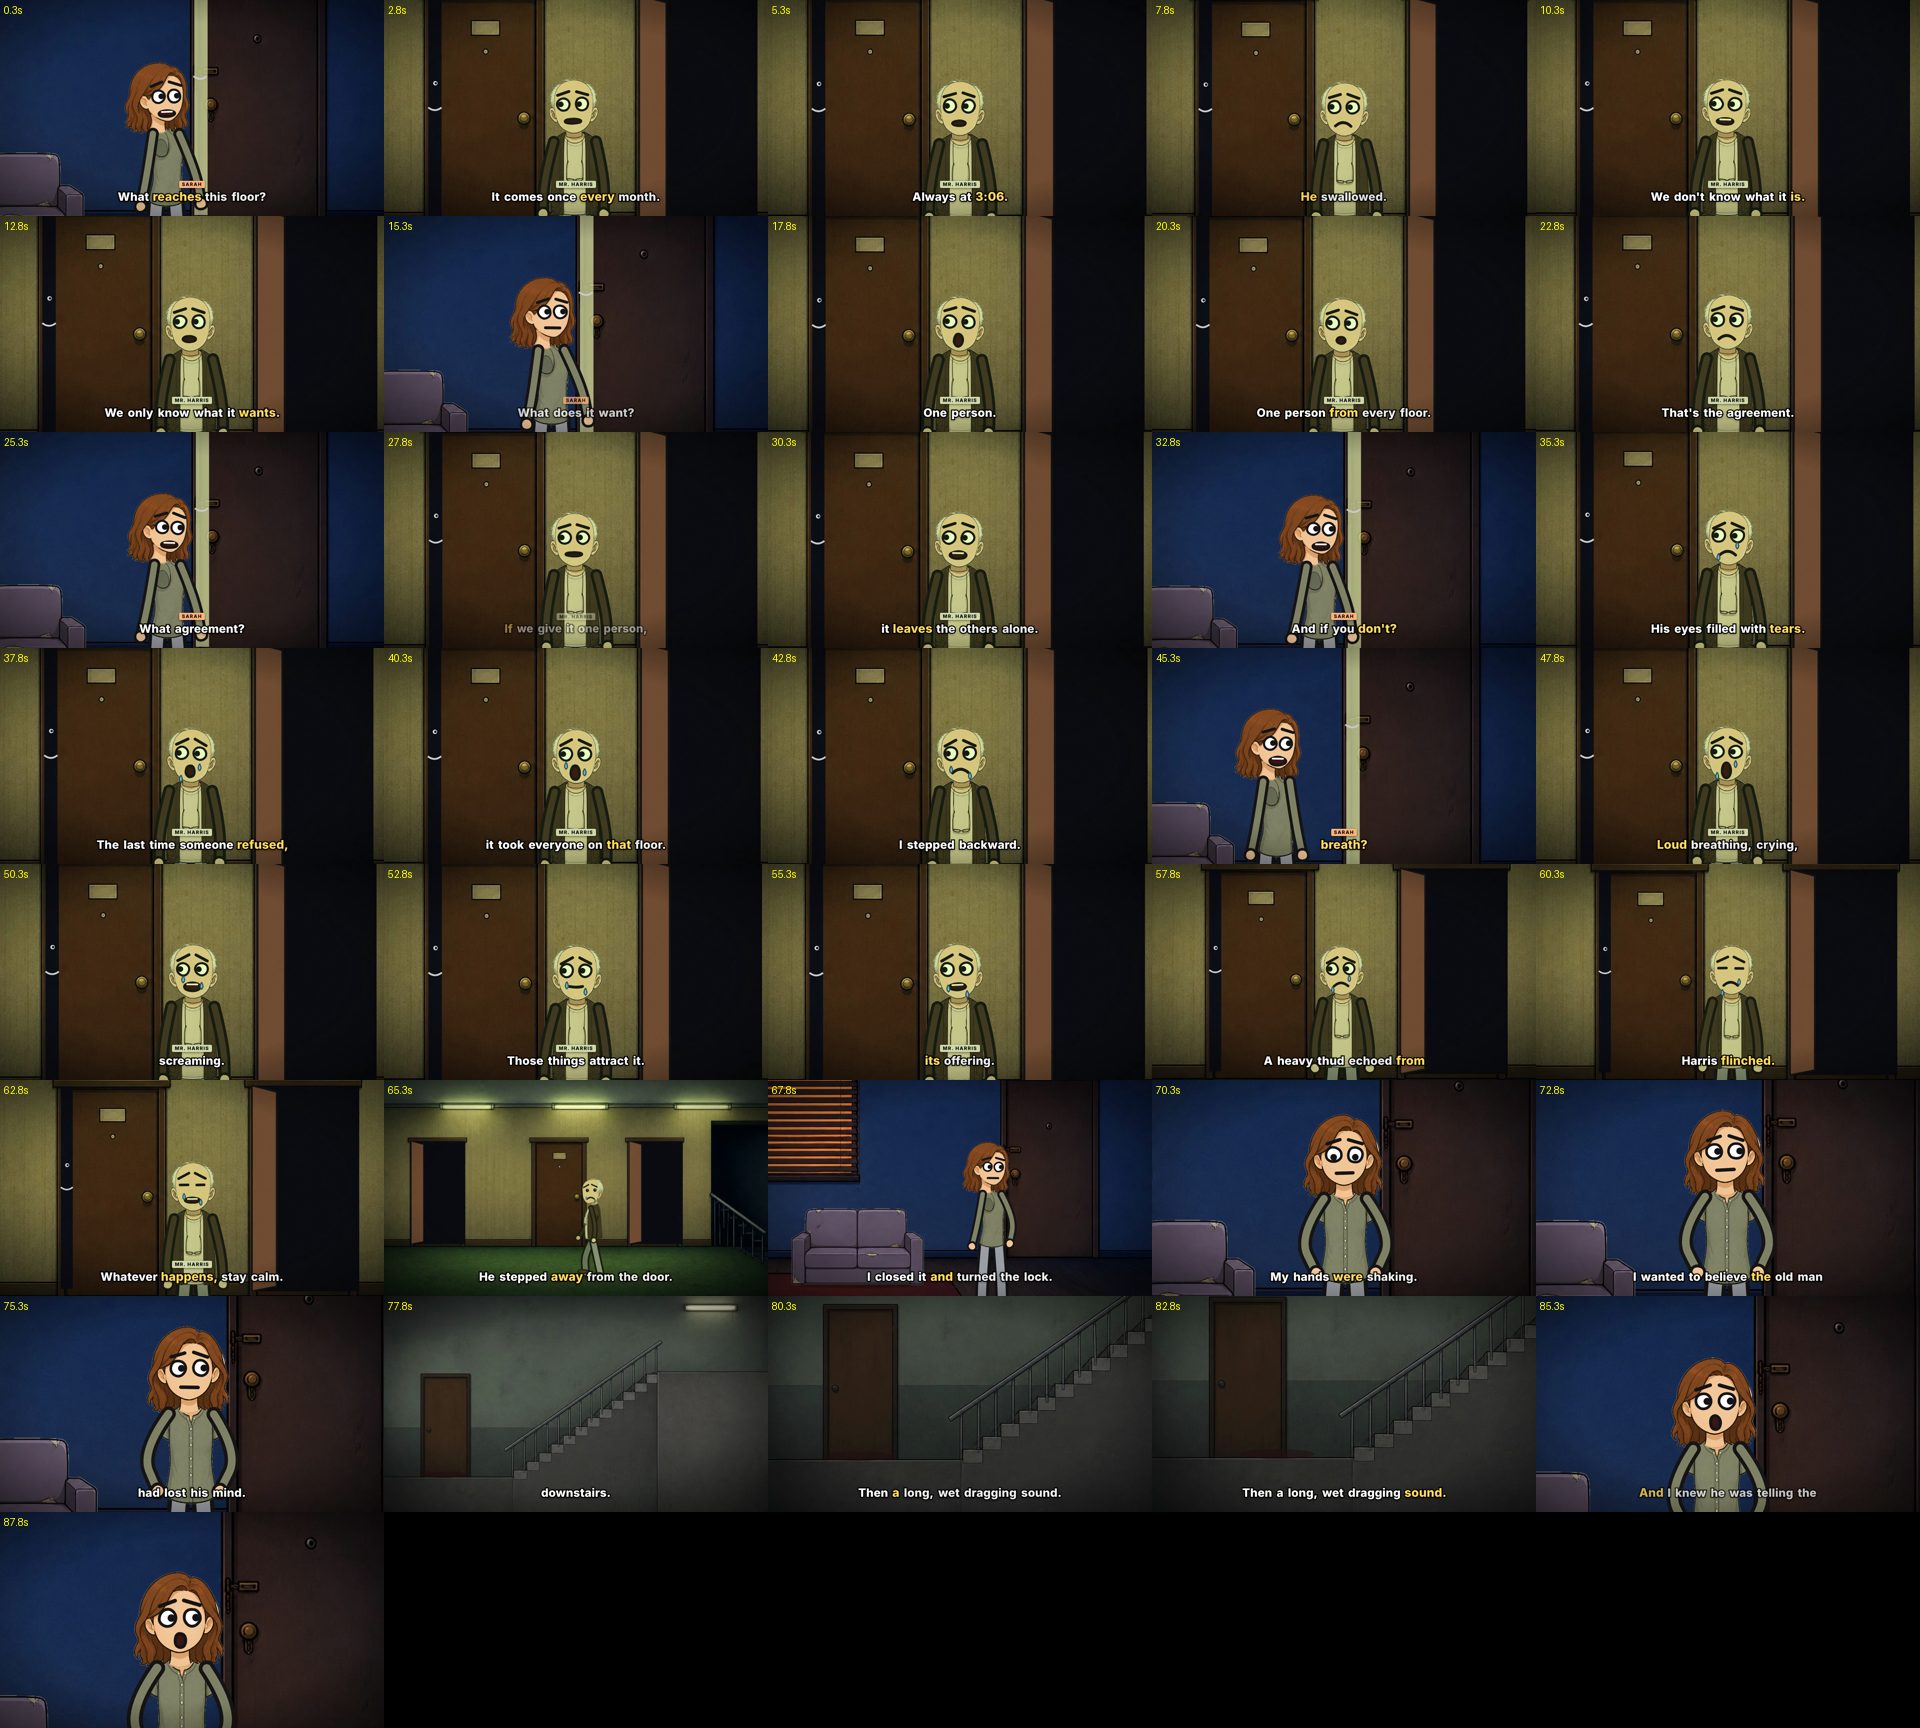 0.3s
SARAH
What reaches this floor?
2.8s
MR. HARRIS
It comes once every month.
5.3s
MR. HARRIS
Always at 3:06.
7.8s
He swallowed.
10.3s
MR. HARRIS
We don't know what it is.
12.8s
MR. HARRIS
We only know what it wants.
15.3s
SARAH
What does it want?
17.8s
MR. HARRIS
One person.
20.3s
MR. HARRIS
One person from every floor.
22.8s
MR. HARRIS
That's the agreement.
25.3s
SARAH
What agreement?
27.8s
MR. HARRIS
If we give it one person,
30.3s
MR. HARRIS
it leaves the others alone.
32.8s
SARAH
And if you don't?
35.3s
His eyes filled with tears.
37.8s
MR. HARRIS
The last time someone refused,
40.3s
MR. HARRIS
it took everyone on that floor.
42.8s
I stepped backward.
45.3s
SARAH
breath?
47.8s
MR. HARRIS
Loud breathing, crying,
50.3s
MR. HARRIS
screaming.
52.8s
MR. HARRIS
Those things attract it.
55.3s
MR. HARRIS
its offering.
57.8s
A heavy thud echoed from
60.3s
Harris flinched.
62.8s
MR. HARRIS
Whatever happens, stay calm.
65.3s
He stepped away from the door.
67.8s
I closed it and turned the lock.
70.3s
My hands were shaking.
72.8s
I wanted to believe the old man
75.3s
had lost his mind.
77.8s
downstairs.
80.3s
Then a long, wet dragging sound.
82.8s
Then a long, wet dragging sound.
85.3s
And I knew he was telling the
87.8s